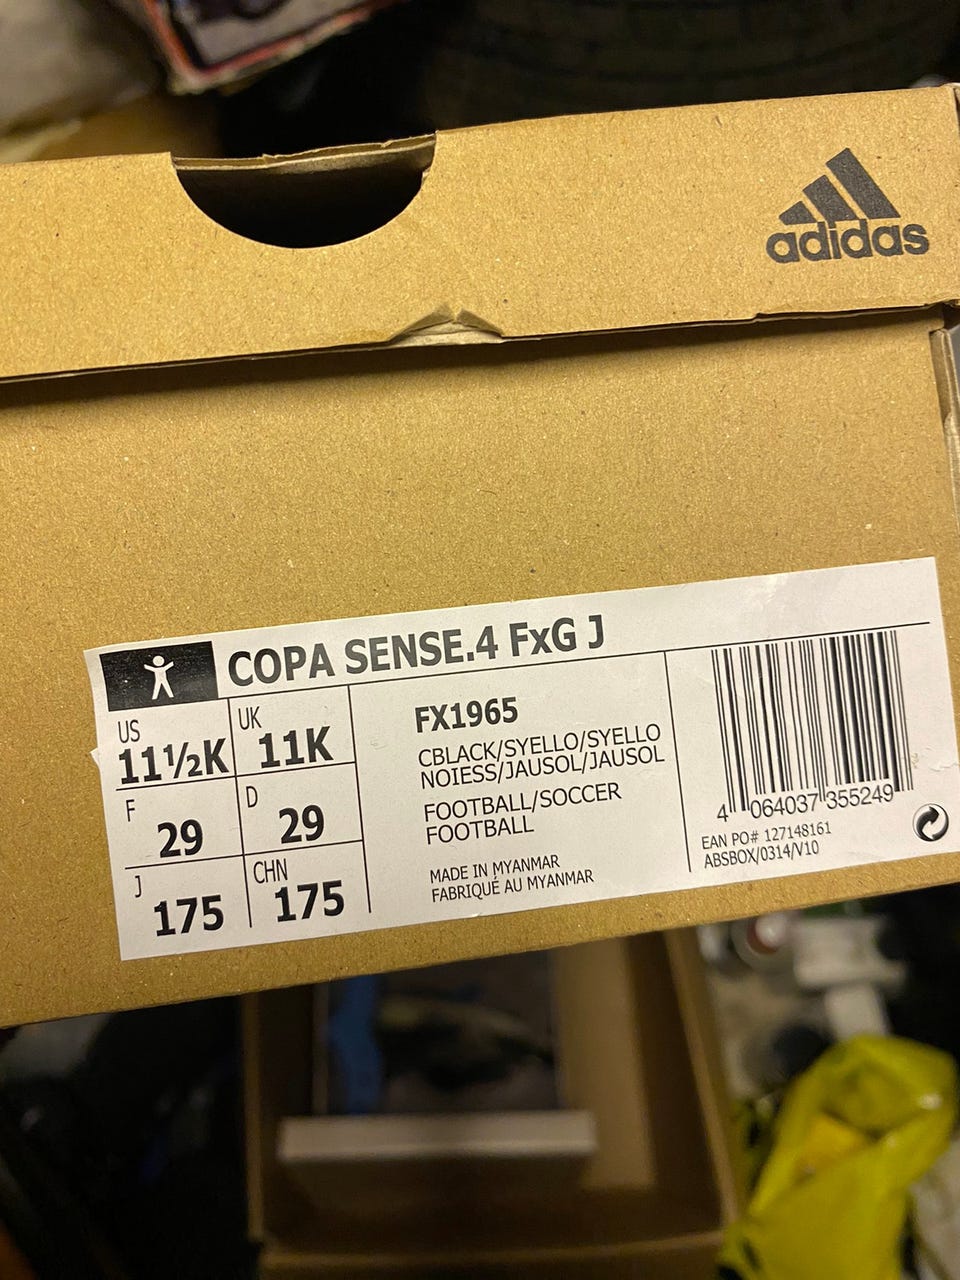 adidas
COPA SENSE.4 FxG J
US
11½K
UK
11K
F
29
D
29
J
175
CHN
175
FX1965
CBLACK/SYELLO/SYELLO
NOIESS/JAUSOL/JAUSOL
FOOTBALL/SOCCER
FOOTBALL
MADE IN MYANMAR
FABRIQUÉ AU MYANMAR
4 064037 355249
EAN PO# 127148161
ABSBOX/0314/V10